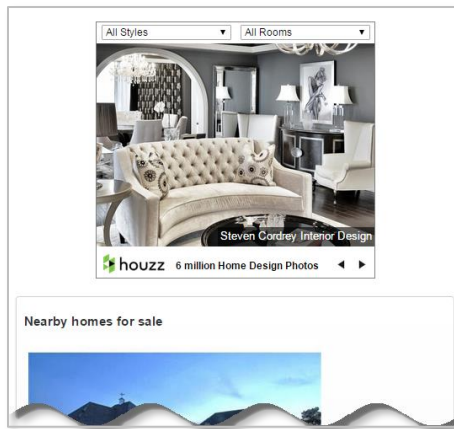 All Styles
All Rooms
Steven Cordrey Interior Design
houzz 6 million Home Design Photos
Nearby homes for sale